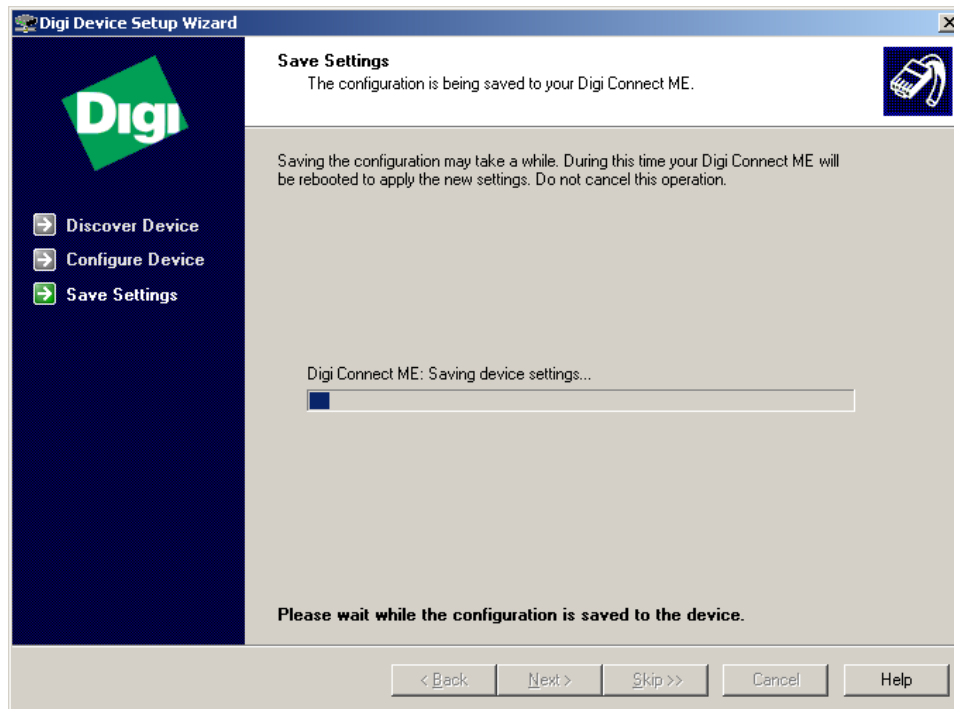 Digi Device Setup Wizard
Digi
Save Settings
The configuration is being saved to your Digi Connect ME.
Discover Device
Configure Device
Save Settings
Saving the configuration may take a while. During this time your Digi Connect ME will
be rebooted to apply the new settings. Do not cancel this operation.
Digi Connect ME: Saving device settings...
Please wait while the configuration is saved to the device.
< Back
Next >
Skip >>
Cancel
Help